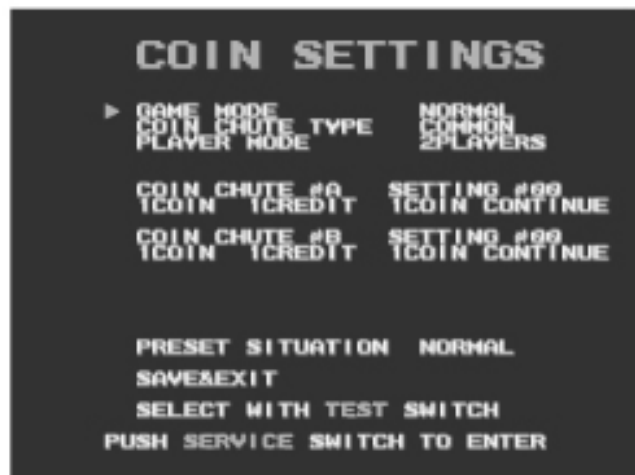 COIN SETTINGS
GAME MODE NORMAL
COIN CHUTE TYPE COMMON
PLAYER MODE 2PLAYERS
COIN CHUTE #A SETTING #00
1COIN 1CREDIT 1COIN CONTINUE
COIN CHUTE #B SETTING #00
1COIN 1CREDIT 1COIN CONTINUE
PRESET SITUATION NORMAL
SAVE&EXIT
SELECT WITH TEST SWITCH
PUSH SERVICE SWITCH TO ENTER